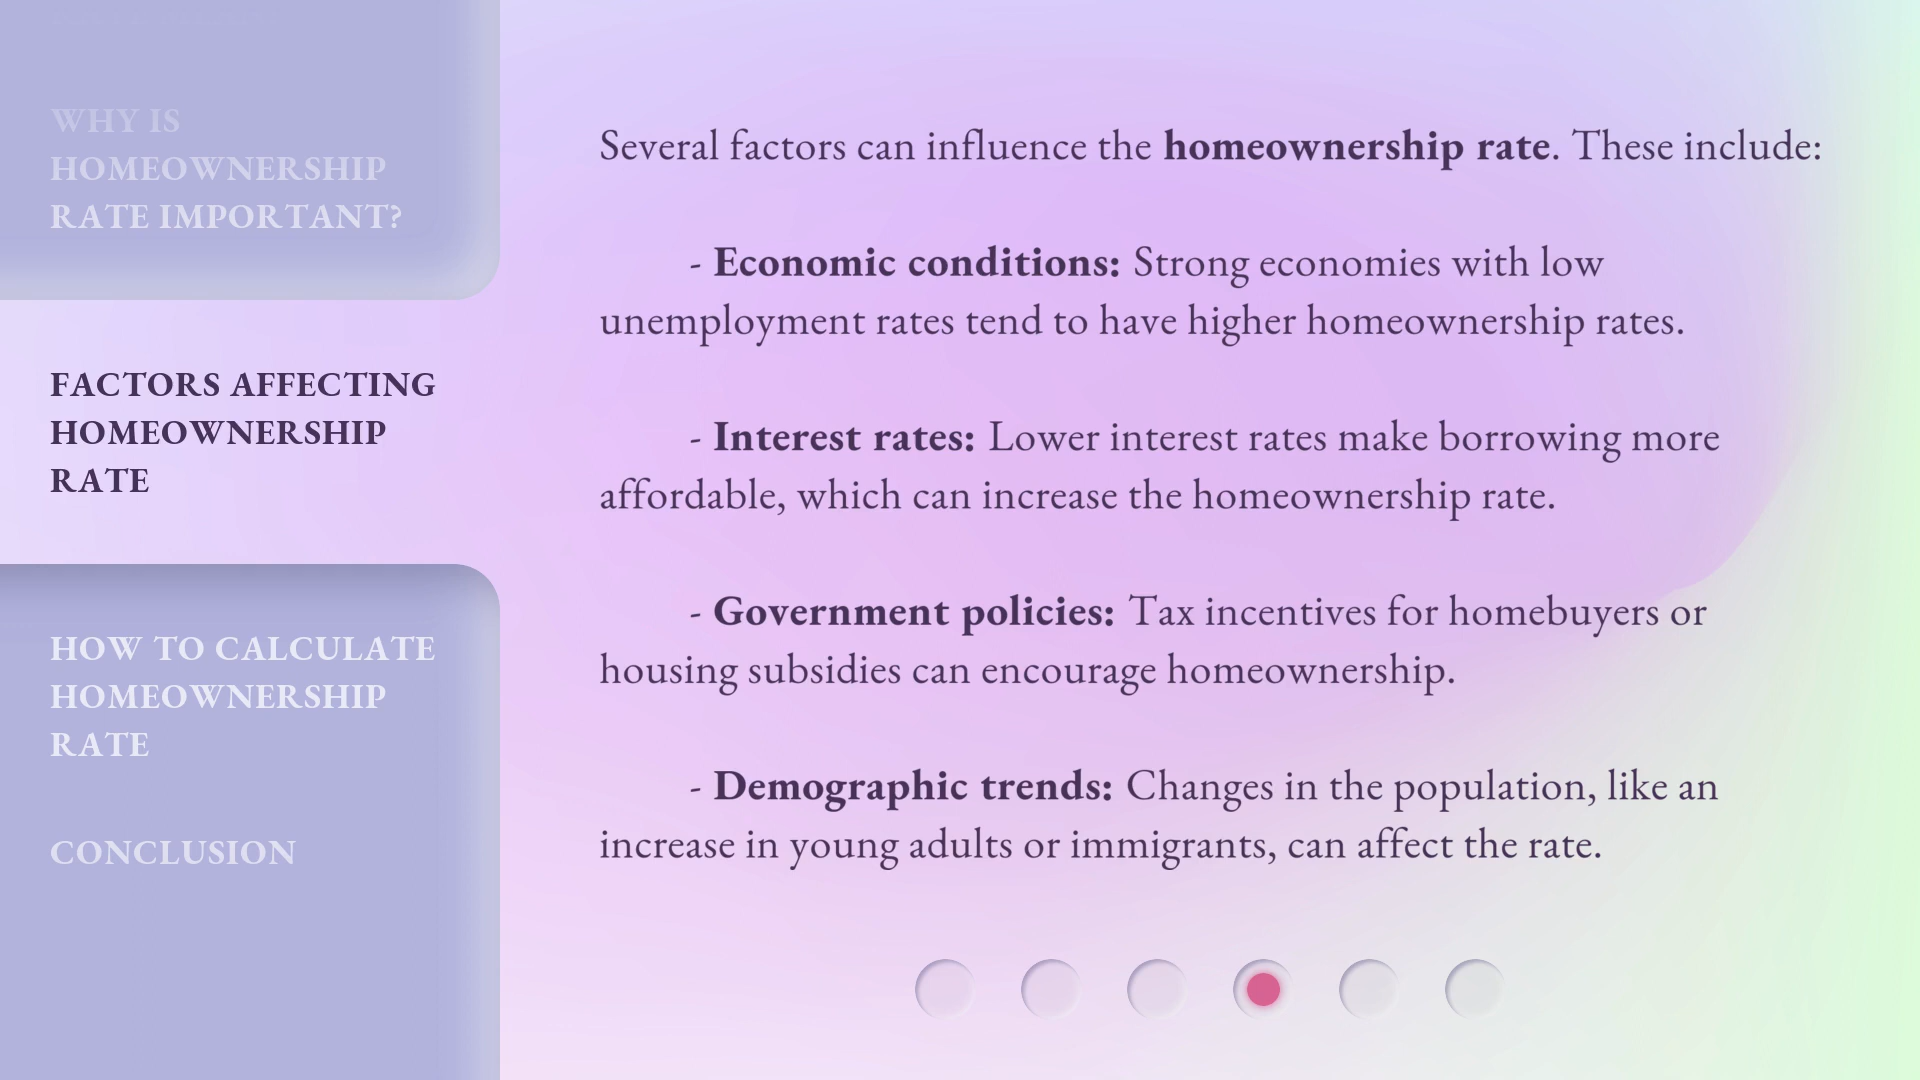 WHY IS
HOMEOWNERSHIP
RATE IMPORTANT?
FACTORS AFFECTING
HOMEOWNERSHIP
RATE
HOW TO CALCULATE
HOMEOWNERSHIP
RATE
CONCLUSION
Several factors can influence the homeownership rate. These include:
- Economic conditions: Strong economies with low
unemployment rates tend to have higher homeownership rates.
- Interest rates: Lower interest rates make borrowing more
affordable, which can increase the homeownership rate.
- Government policies: Tax incentives for homebuyers or
housing subsidies can encourage homeownership.
- Demographic trends: Changes in the population, like an
increase in young adults or immigrants, can affect the rate.